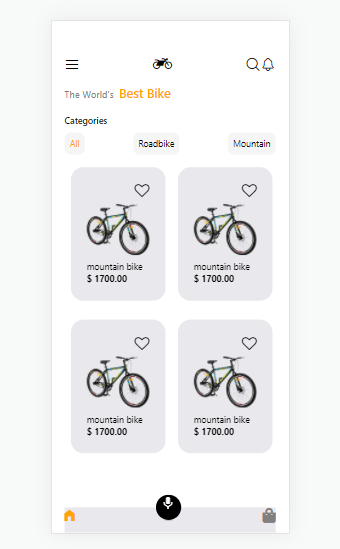 The World's Best Bike
Categories
All Roadbike Mountain
mountain bike mountain bike
$ 1700.00 $ 1700.00
mountain bike mountain bike
$ 1700.00 $ 1700.00